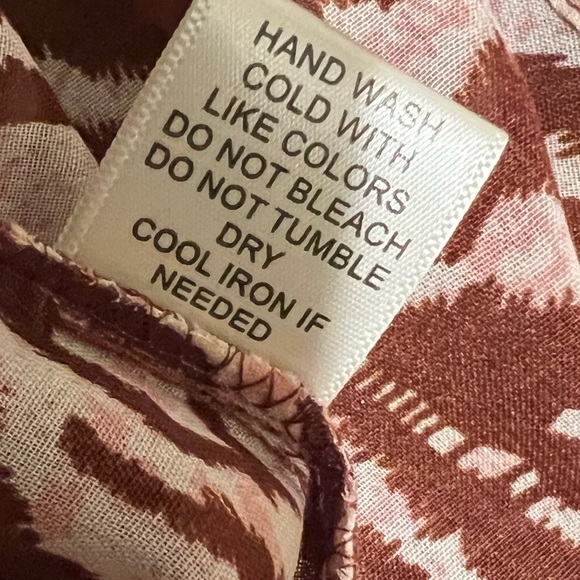 HAND WASH
COLD WITH
LIKE COLORS
DO NOT BLEACH
DO NOT TUMBLE
DRY
COOL IRON IF
NEEDED